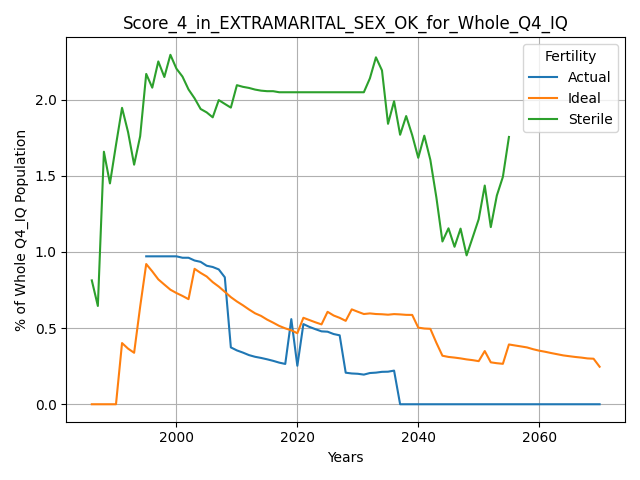 Score_4_in_EXTRAMARITAL_SEX_OK_for_Whole_Q4_IQ
Fertility
Actual
Ideal
Sterile
% of Whole Q4_IQ Population
2.0
1.5
1.0
0.5
0.0
2000
2020
2040
2060
Years